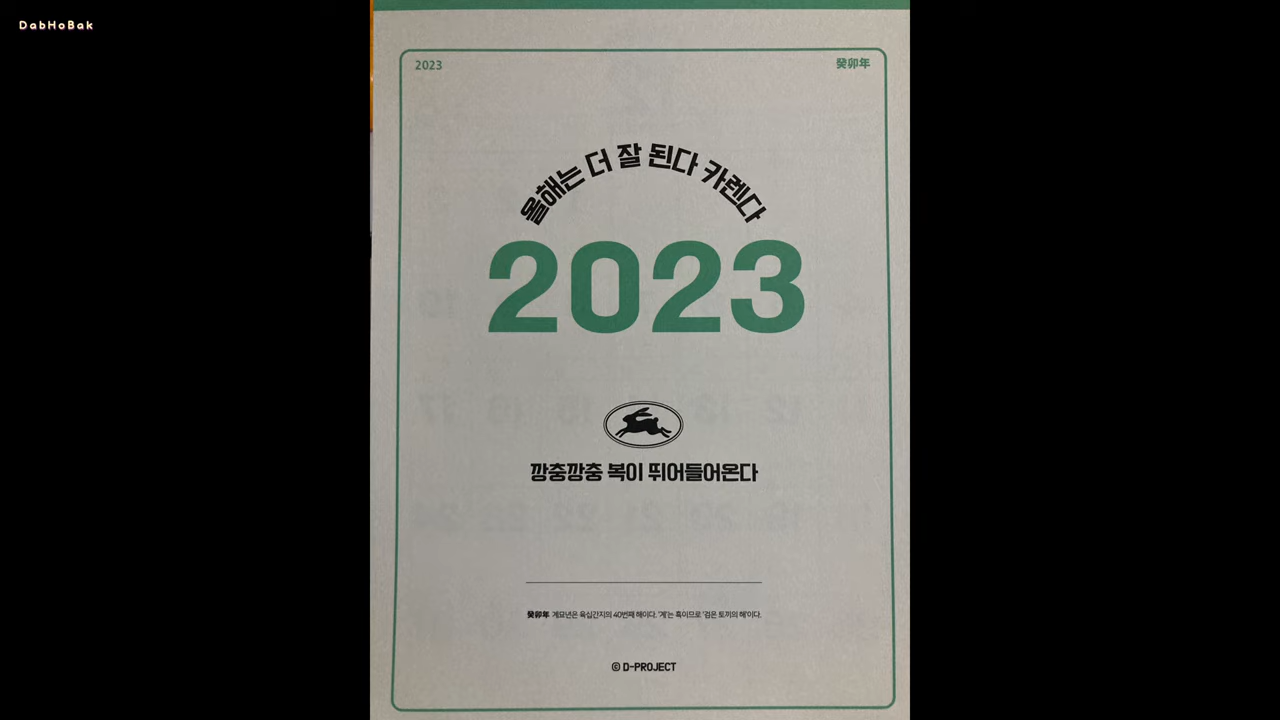 DabHoBak
2023
癸卯年
올해는 더 잘 된다 카렌다
2023
깡충깡충 복이 뛰어들어온다
癸卯年 계묘년은 육십간지의 40번째 해이다. '계'는 흑이므로 '검은 토끼의 해'이다.
© D-PROJECT